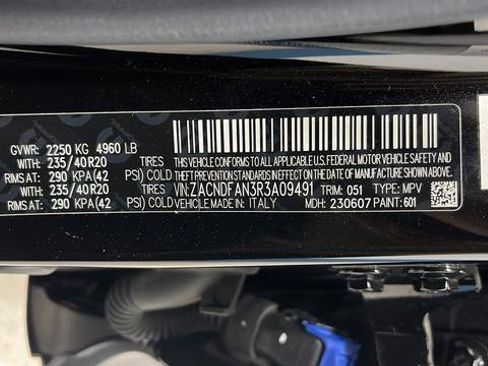 GVWR: 2250 KG 4960 LB
WITH: 235/40R20 TIRES
RIMS AT: 290 KPA(42 PSI) COLD
WITH: 235/40R20 TIRES
RIMS AT: 290 KPA(42 PSI) COLD
THIS VEHICLE CONFORMS TO ALL APPLICABLE U.S.FEDERAL MOTOR VEHICLE SAFETY AND
THEFT PREVENTION STANDARDS IN EFFECT ON THE DATE OF MANUFACTURE SHOWN ABOVE.
VIN:ZACNDFAN3R3A09491 TRIM: 051 TYPE: MPV
VEHICLE MADE IN: ITALY MDH: 230607 PAINT: 601